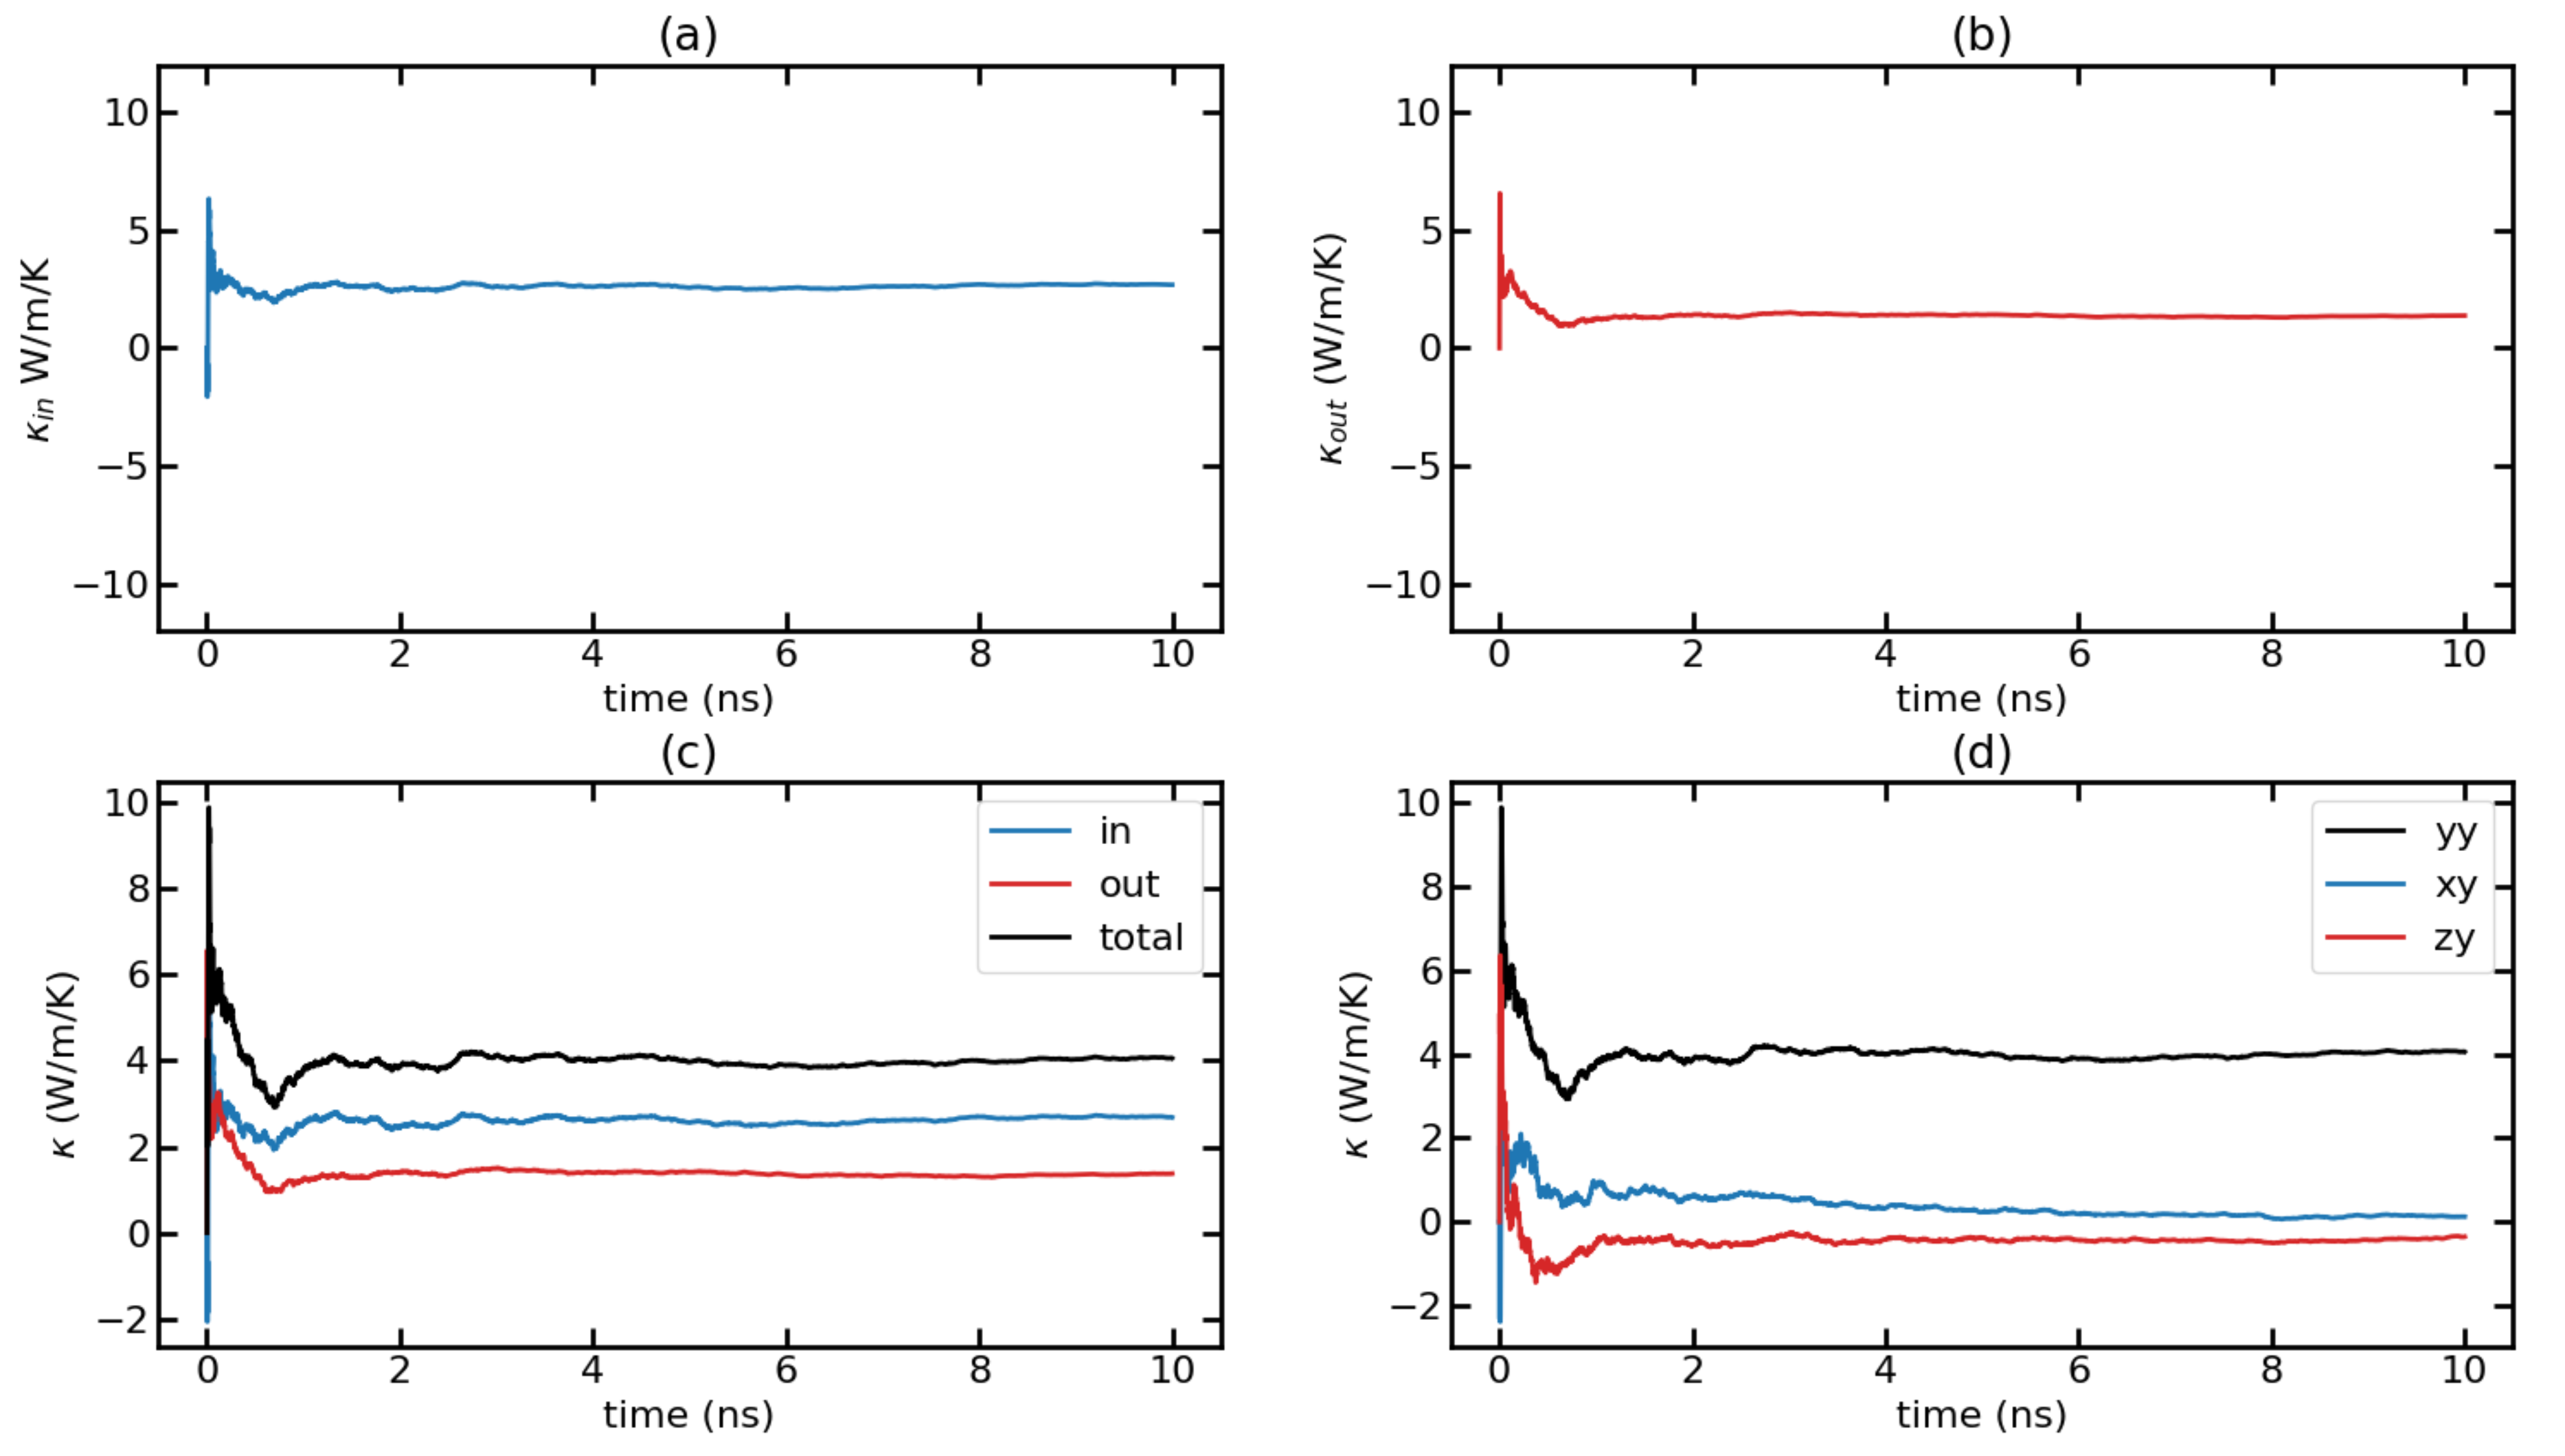 (a)
10
5
0
−5
−10
κin W/m/K
0 2 4 6 8 10
time (ns)
(b)
10
5
0
−5
−10
κout (W/m/K)
0 2 4 6 8 10
time (ns)
(c)
10
8
6
4
2
0
−2
κ (W/m/K)
in
out
total
0 2 4 6 8 10
time (ns)
(d)
10
8
6
4
2
0
−2
κ (W/m/K)
yy
xy
zy
0 2 4 6 8 10
time (ns)